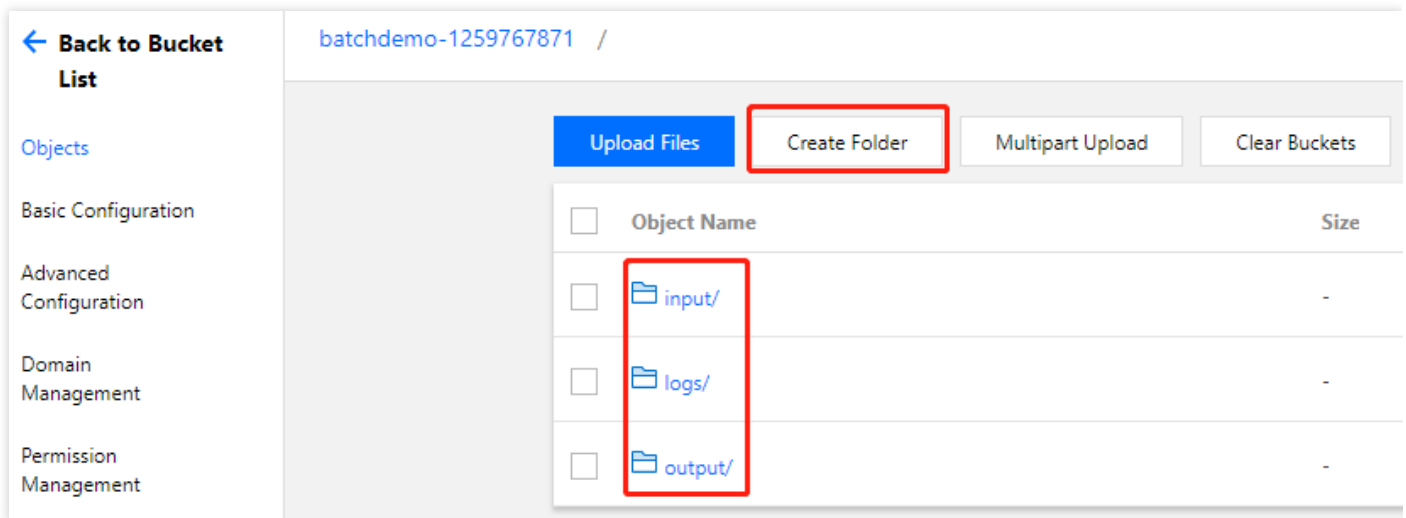 Back to Bucket
List
batchdemo-1259767871 /
Objects
Basic Configuration
Advanced
Configuration
Domain
Management
Permission
Management
Upload Files
Create Folder
Multipart Upload
Clear Buckets
Object Name
Size
input/
-
logs/
-
output/
-